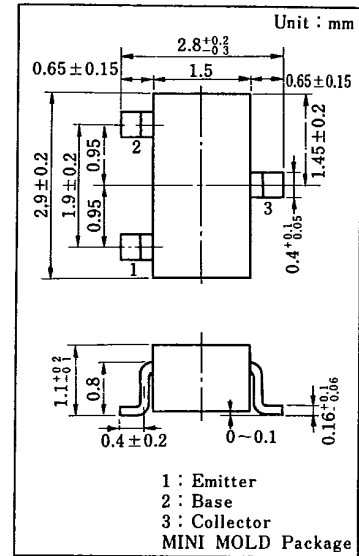 Unit : mm
2.8 +0.2 −0.3
0.65 ± 0.15
1.5
0.65 ± 0.15
2.9 ± 0.2
1.9 ± 0.2
0.95
0.95
2
1
3
1.45 ± 0.2
0.4 +0.1 −0.05
1.1 +0.2 −0.1
0.8
0.4 ± 0.2
0~0.1
0.16 +0.1 −0.06
1 : Emitter
2 : Base
3 : Collector
MINI MOLD Package